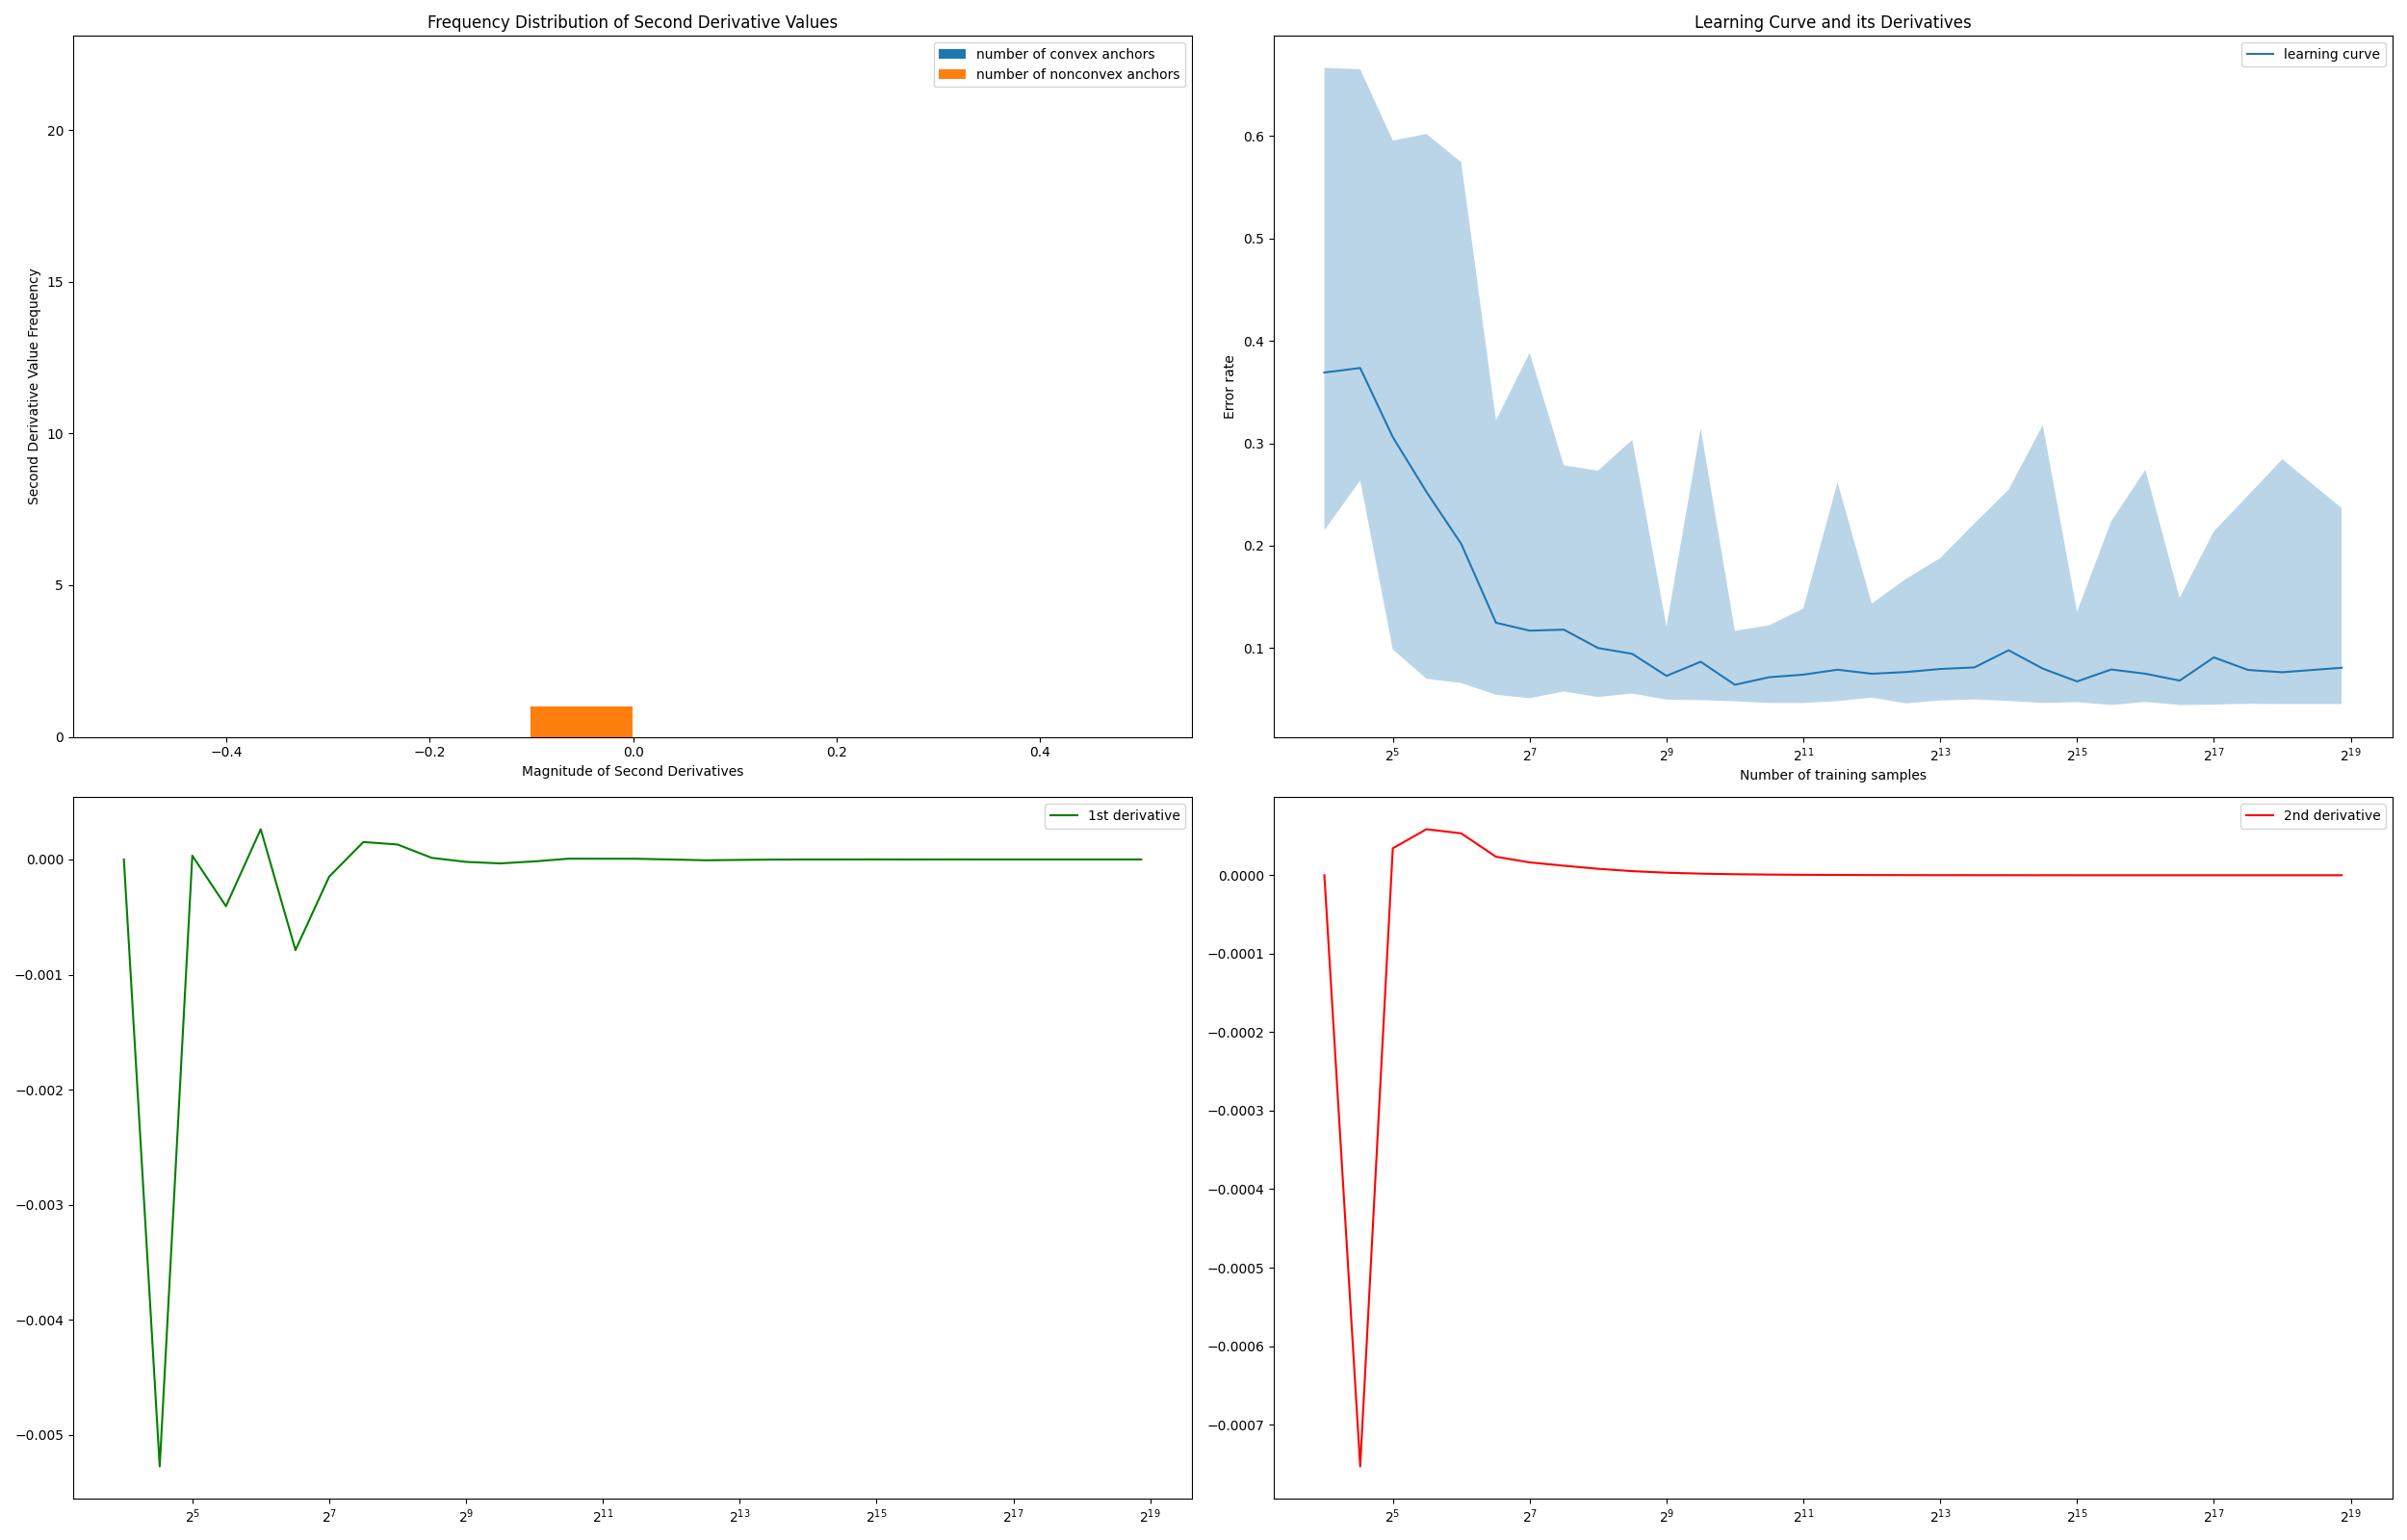 Frequency Distribution of Second Derivative Values
number of convex anchors
number of nonconvex anchors
Second Derivative Value Frequency
20
15
10
5
0
−0.4 −0.2 0.0 0.2 0.4
Magnitude of Second Derivatives
Learning Curve and its Derivatives
learning curve
Error rate
0.6
0.5
0.4
0.3
0.2
0.1
2^5 2^7 2^9 2^11 2^13 2^15 2^17 2^19
Number of training samples
1st derivative
0.000
−0.001
−0.002
−0.003
−0.004
−0.005
2^5 2^7 2^9 2^11 2^13 2^15 2^17 2^19
2nd derivative
0.0000
−0.0001
−0.0002
−0.0003
−0.0004
−0.0005
−0.0006
−0.0007
2^5 2^7 2^9 2^11 2^13 2^15 2^17 2^19